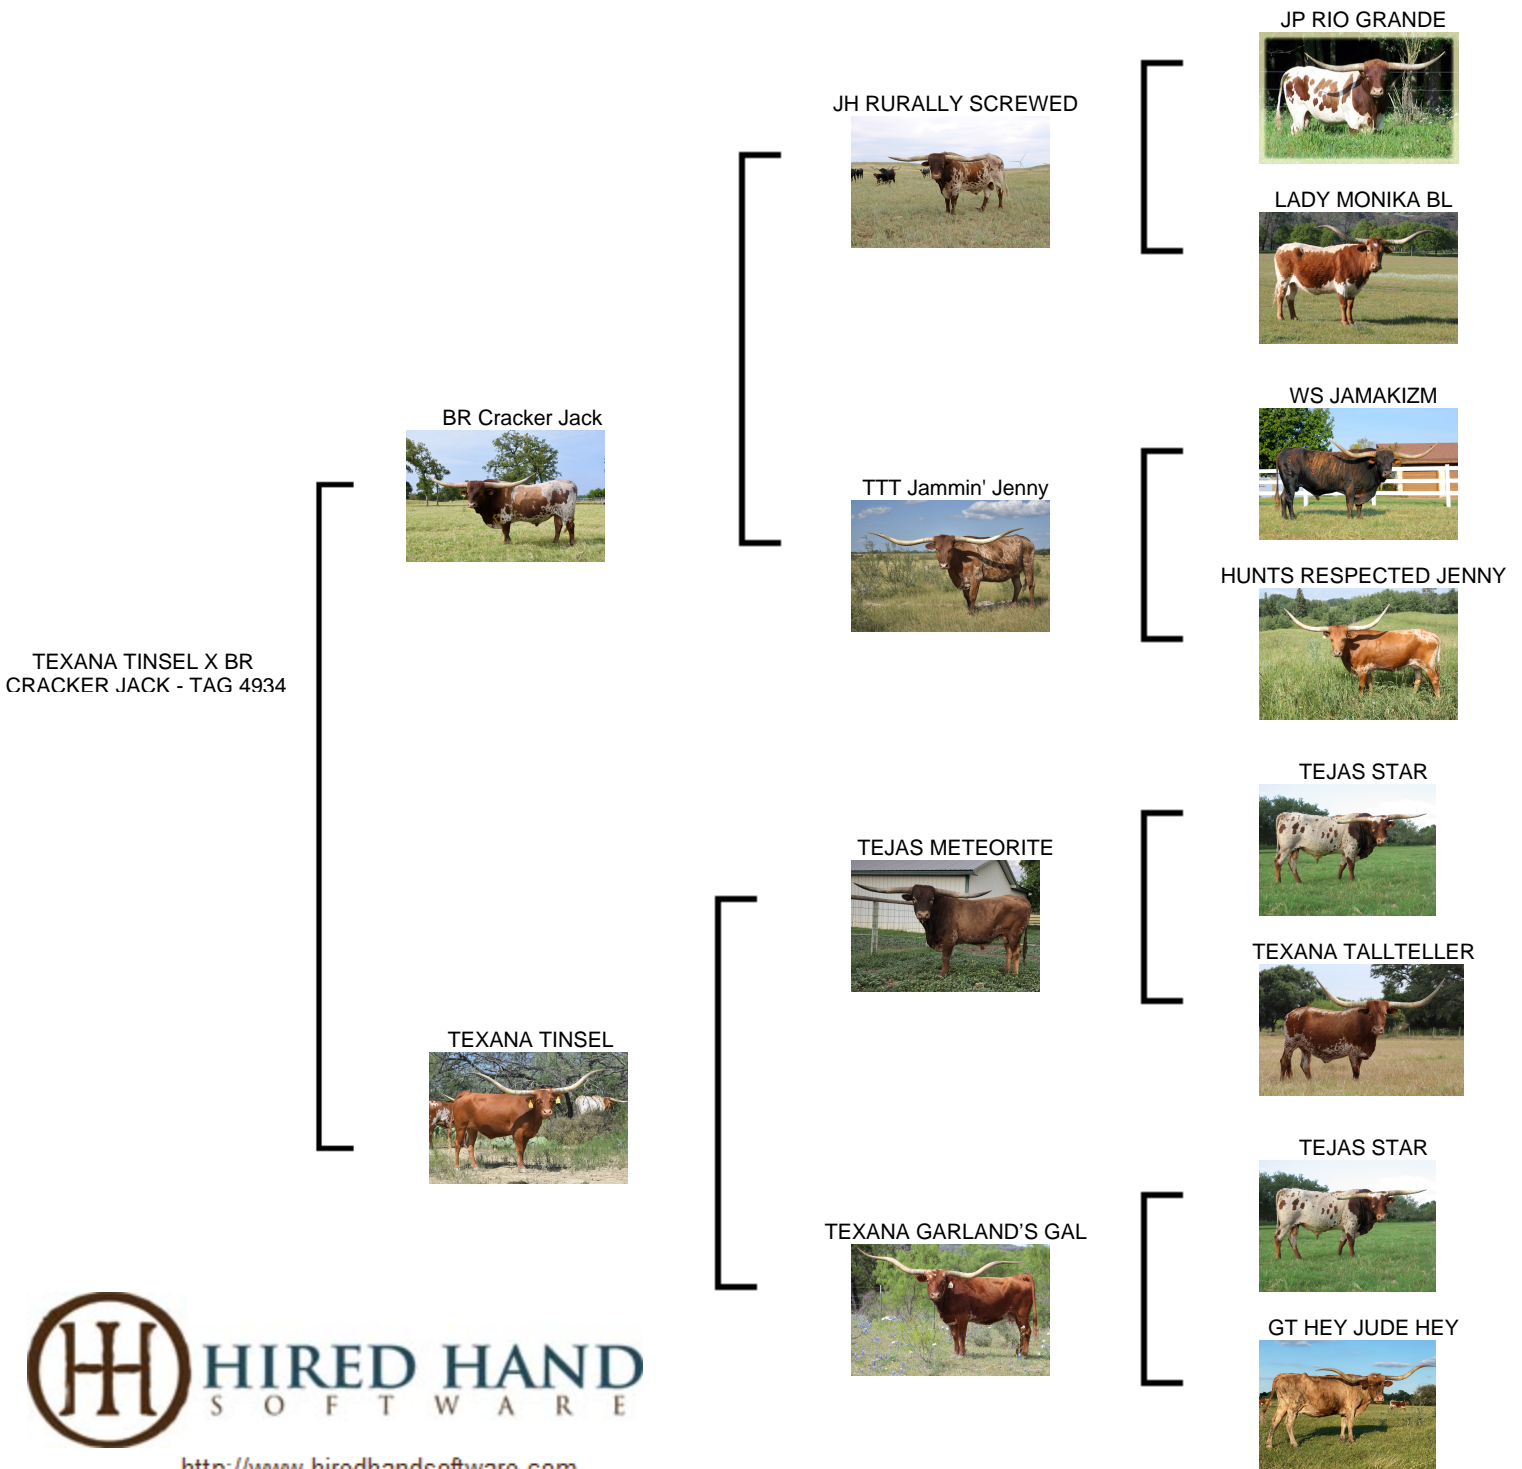 JP RIO GRANDE
JH RURALLY SCREWED
LADY MONIKA BL
BR Cracker Jack
WS JAMAKIZM
TTT Jammin' Jenny
HUNTS RESPECTED JENNY
TEXANA TINSEL X BR
CRACKER JACK - TAG 4934
TEJAS STAR
TEJAS METEORITE
TEXANA TALLTELLER
TEXANA TINSEL
TEJAS STAR
TEXANA GARLAND’S GAL
GT HEY JUDE HEY
HIRED HAND
SOFTWARE
http://www.hiredhandsoftware.com